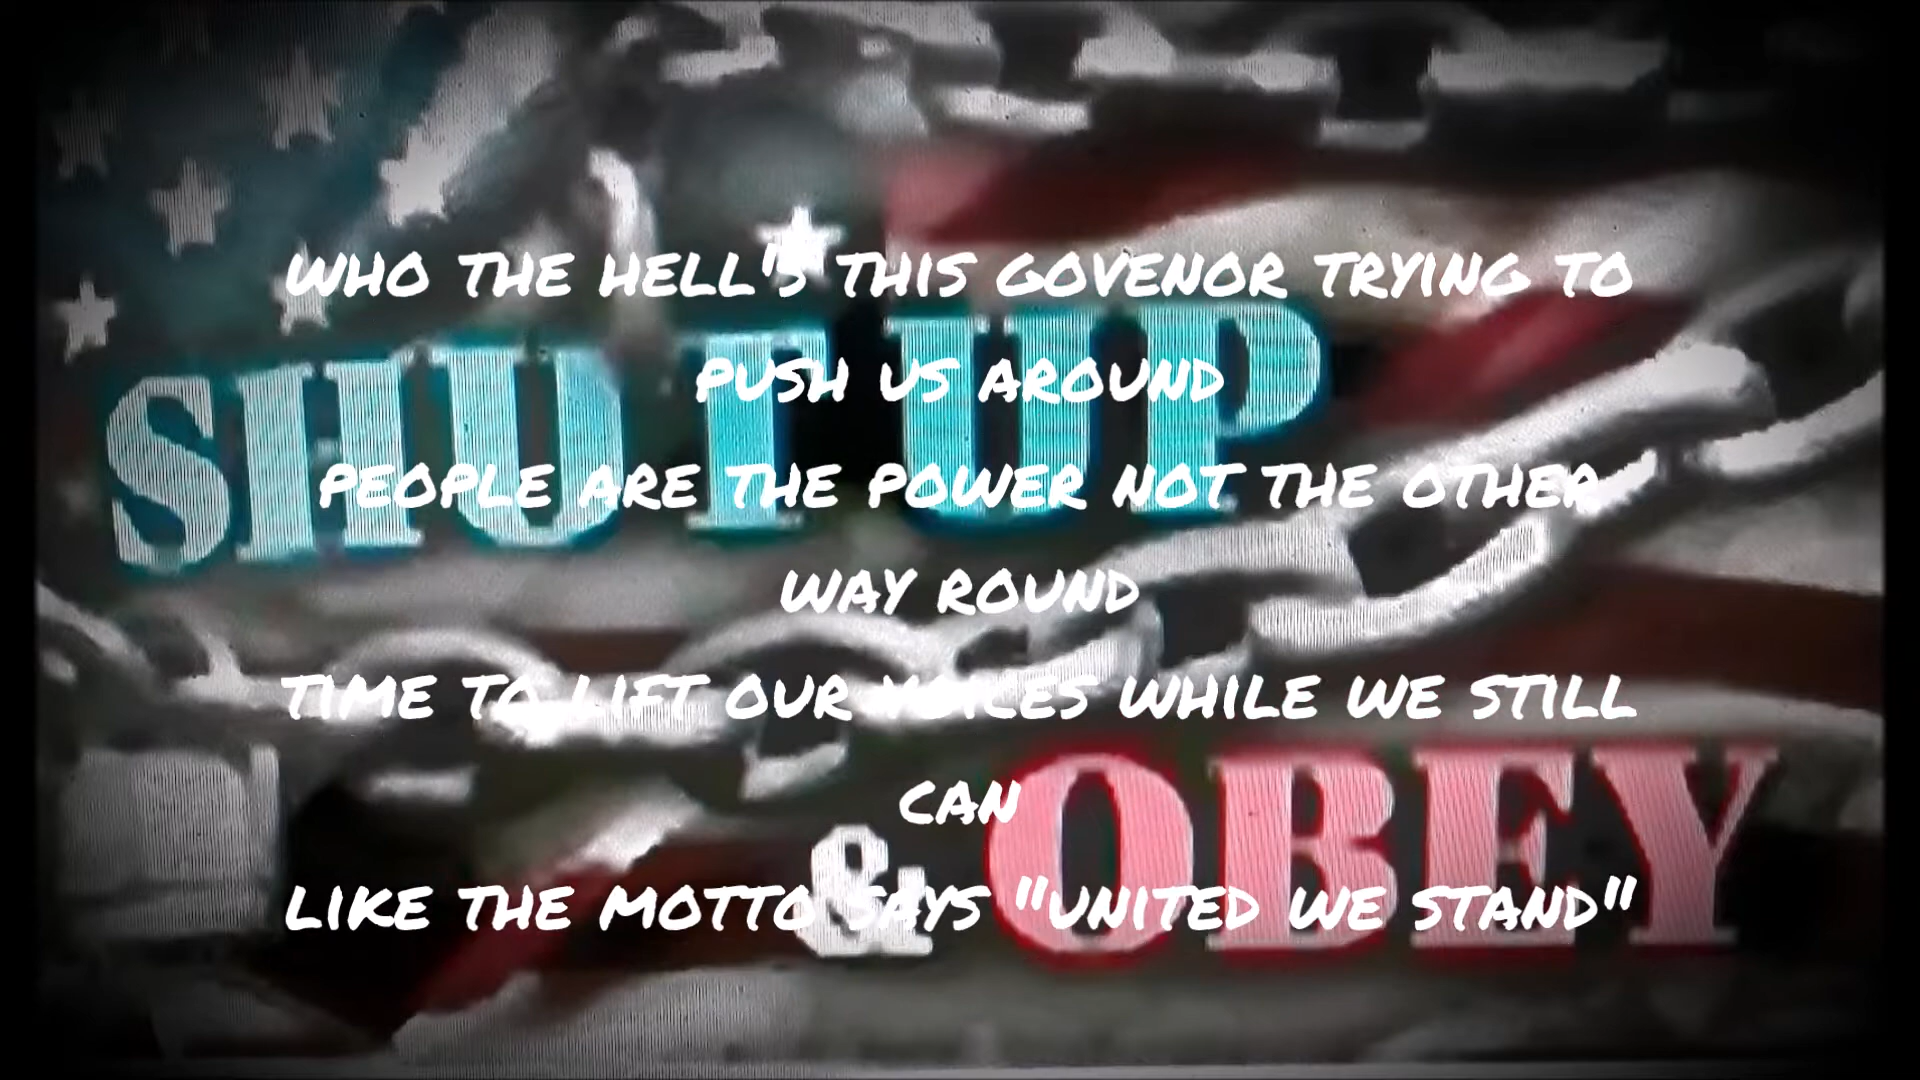 WHO THE HELL'S THIS GOVENOR TRYING TO
PUSH US AROUND
PEOPLE ARE THE POWER NOT THE OTHER
WAY ROUND
TIME TO LIFT OUR VOICES WHILE WE STILL
CAN
LIKE THE MOTTO SAYS "UNITED WE STAND"
SHUT UP
& OBEY